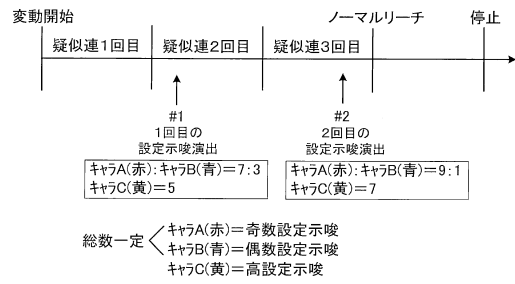 変動開始
ノーマルリーチ
停止
疑似連1回目
疑似連2回目
疑似連3回目
#1
1回目の
設定示唆演出
#2
2回目の
設定示唆演出
ｷｬﾗA(赤):ｷｬﾗB(青)=7:3
ｷｬﾗC(黄)=5
ｷｬﾗA(赤):ｷｬﾗB(青)=9:1
ｷｬﾗC(黄)=7
総数一定
ｷｬﾗA(赤)=奇数設定示唆
ｷｬﾗB(青)=偶数設定示唆
ｷｬﾗC(黄)=高設定示唆